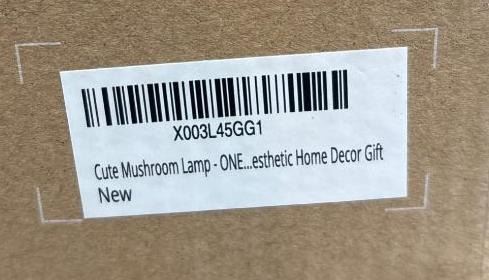 X003L45GG1
Cute Mushroom Lamp - ONE...esthetic Home Decor Gift
New